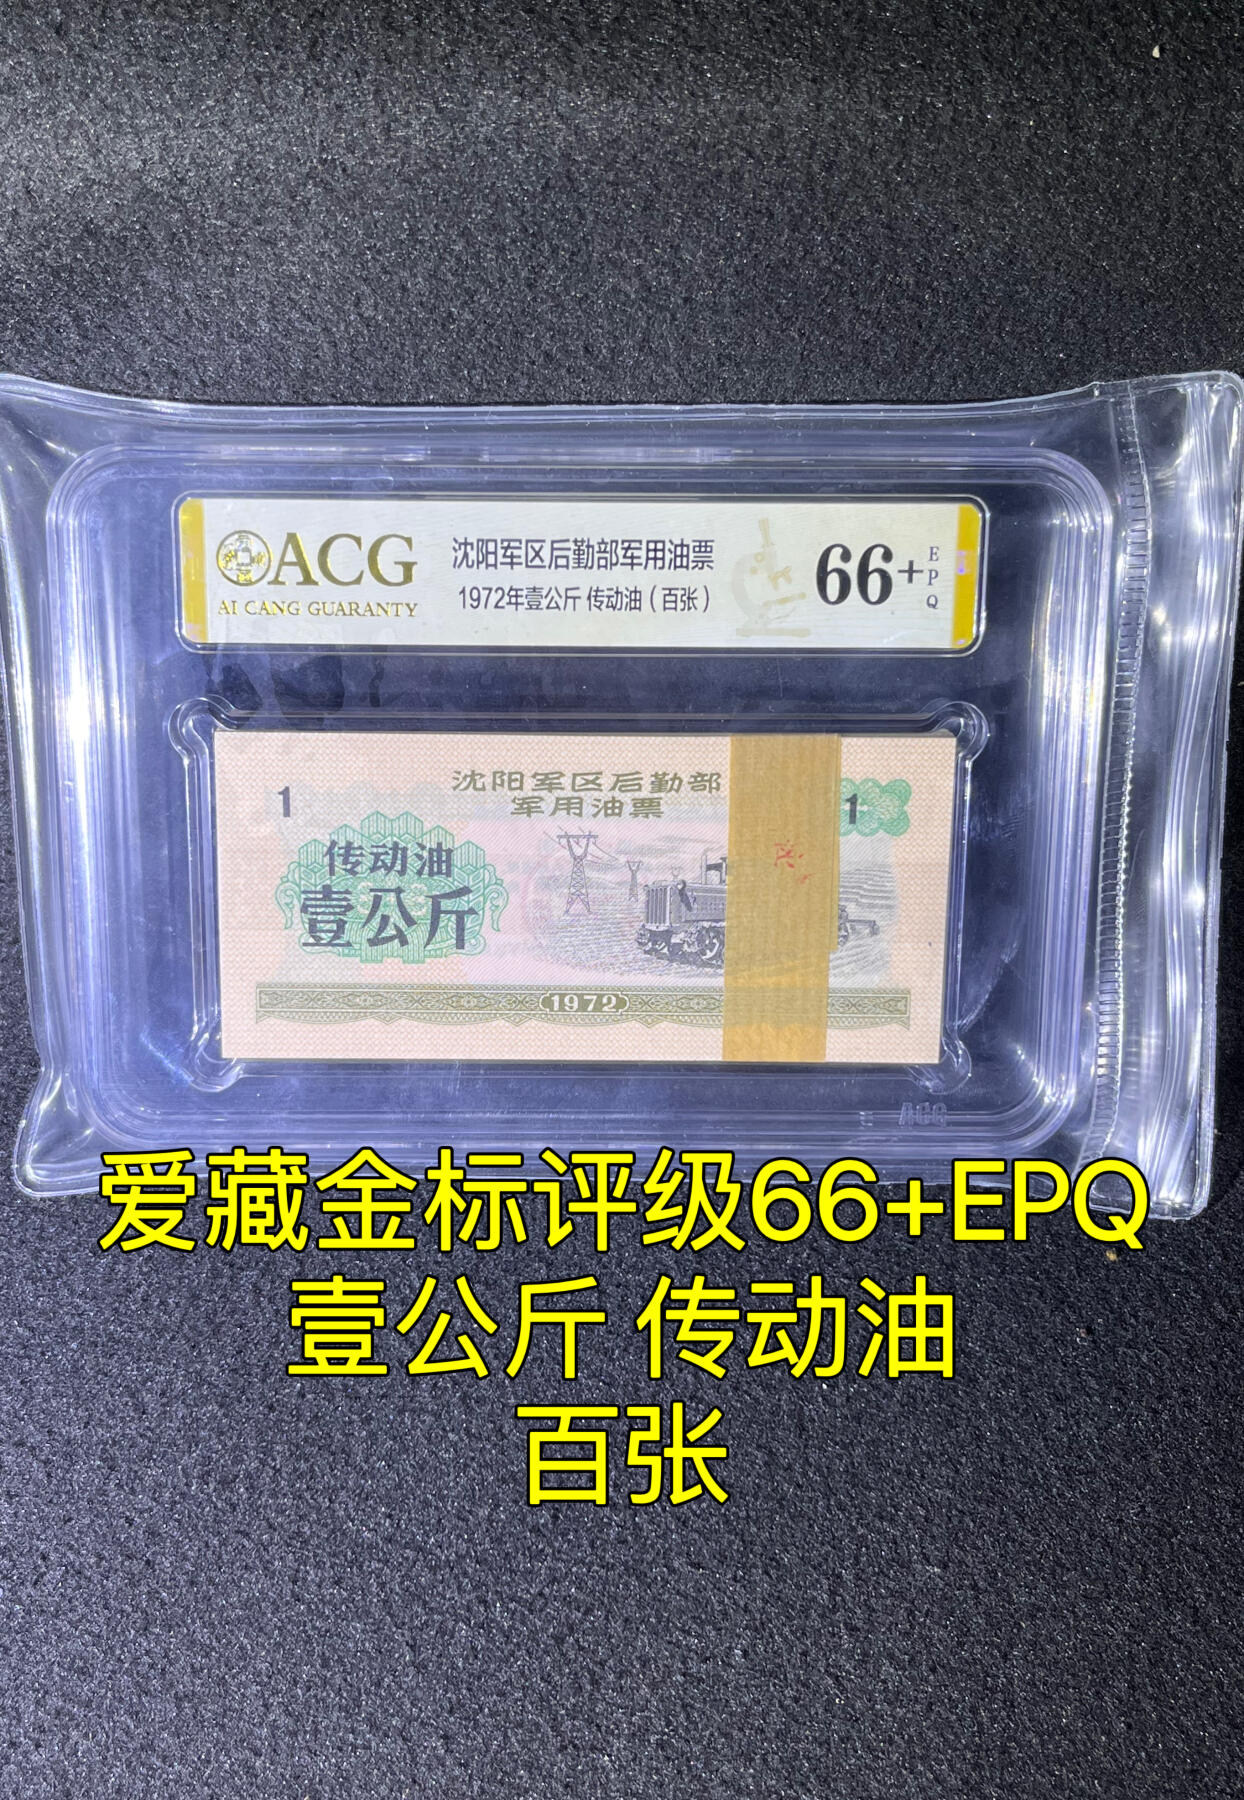 ACG
AI CANG GUARANTY
沈阳军区后勤部军用油票
1972年壹公斤 传动油（百张）
66+
EPQ
沈阳军区后勤部
军用油票
1
1
传动油
壹公斤
1972
ACG
爱藏金标评级66+EPQ
壹公斤 传动油
百张